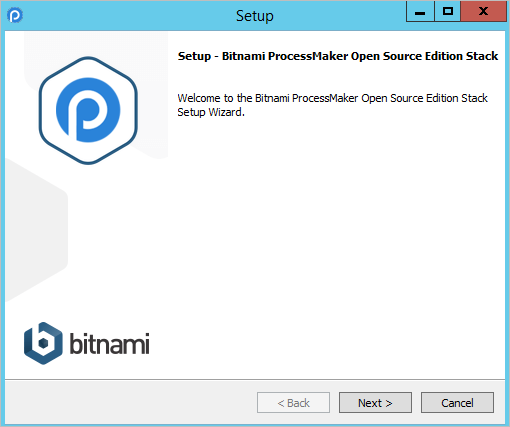 Setup
X
Setup - Bitnami ProcessMaker Open Source Edition Stack
Welcome to the Bitnami ProcessMaker Open Source Edition Stack
Setup Wizard.
bitnami
< Back
Next >
Cancel